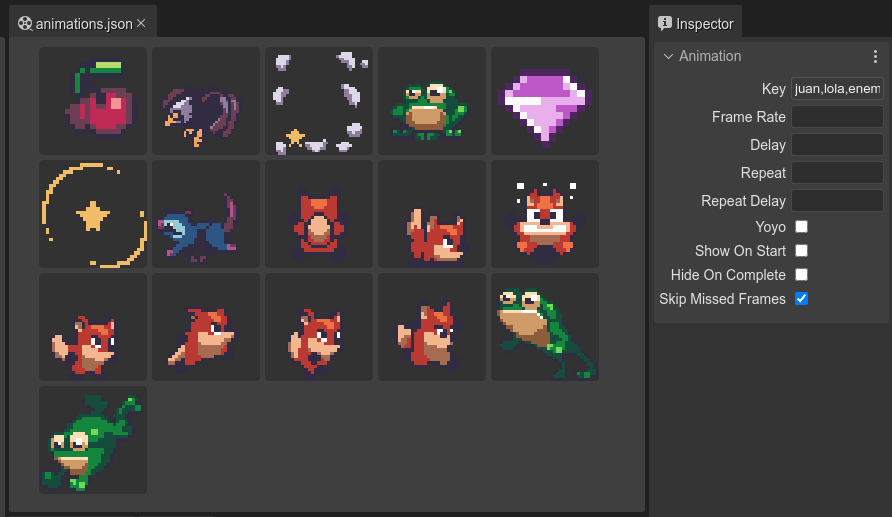 animations.json
Inspector
Animation
Key juan,lola,enem
Frame Rate
Delay
Repeat
Repeat Delay
Yoyo
Show On Start
Hide On Complete
Skip Missed Frames